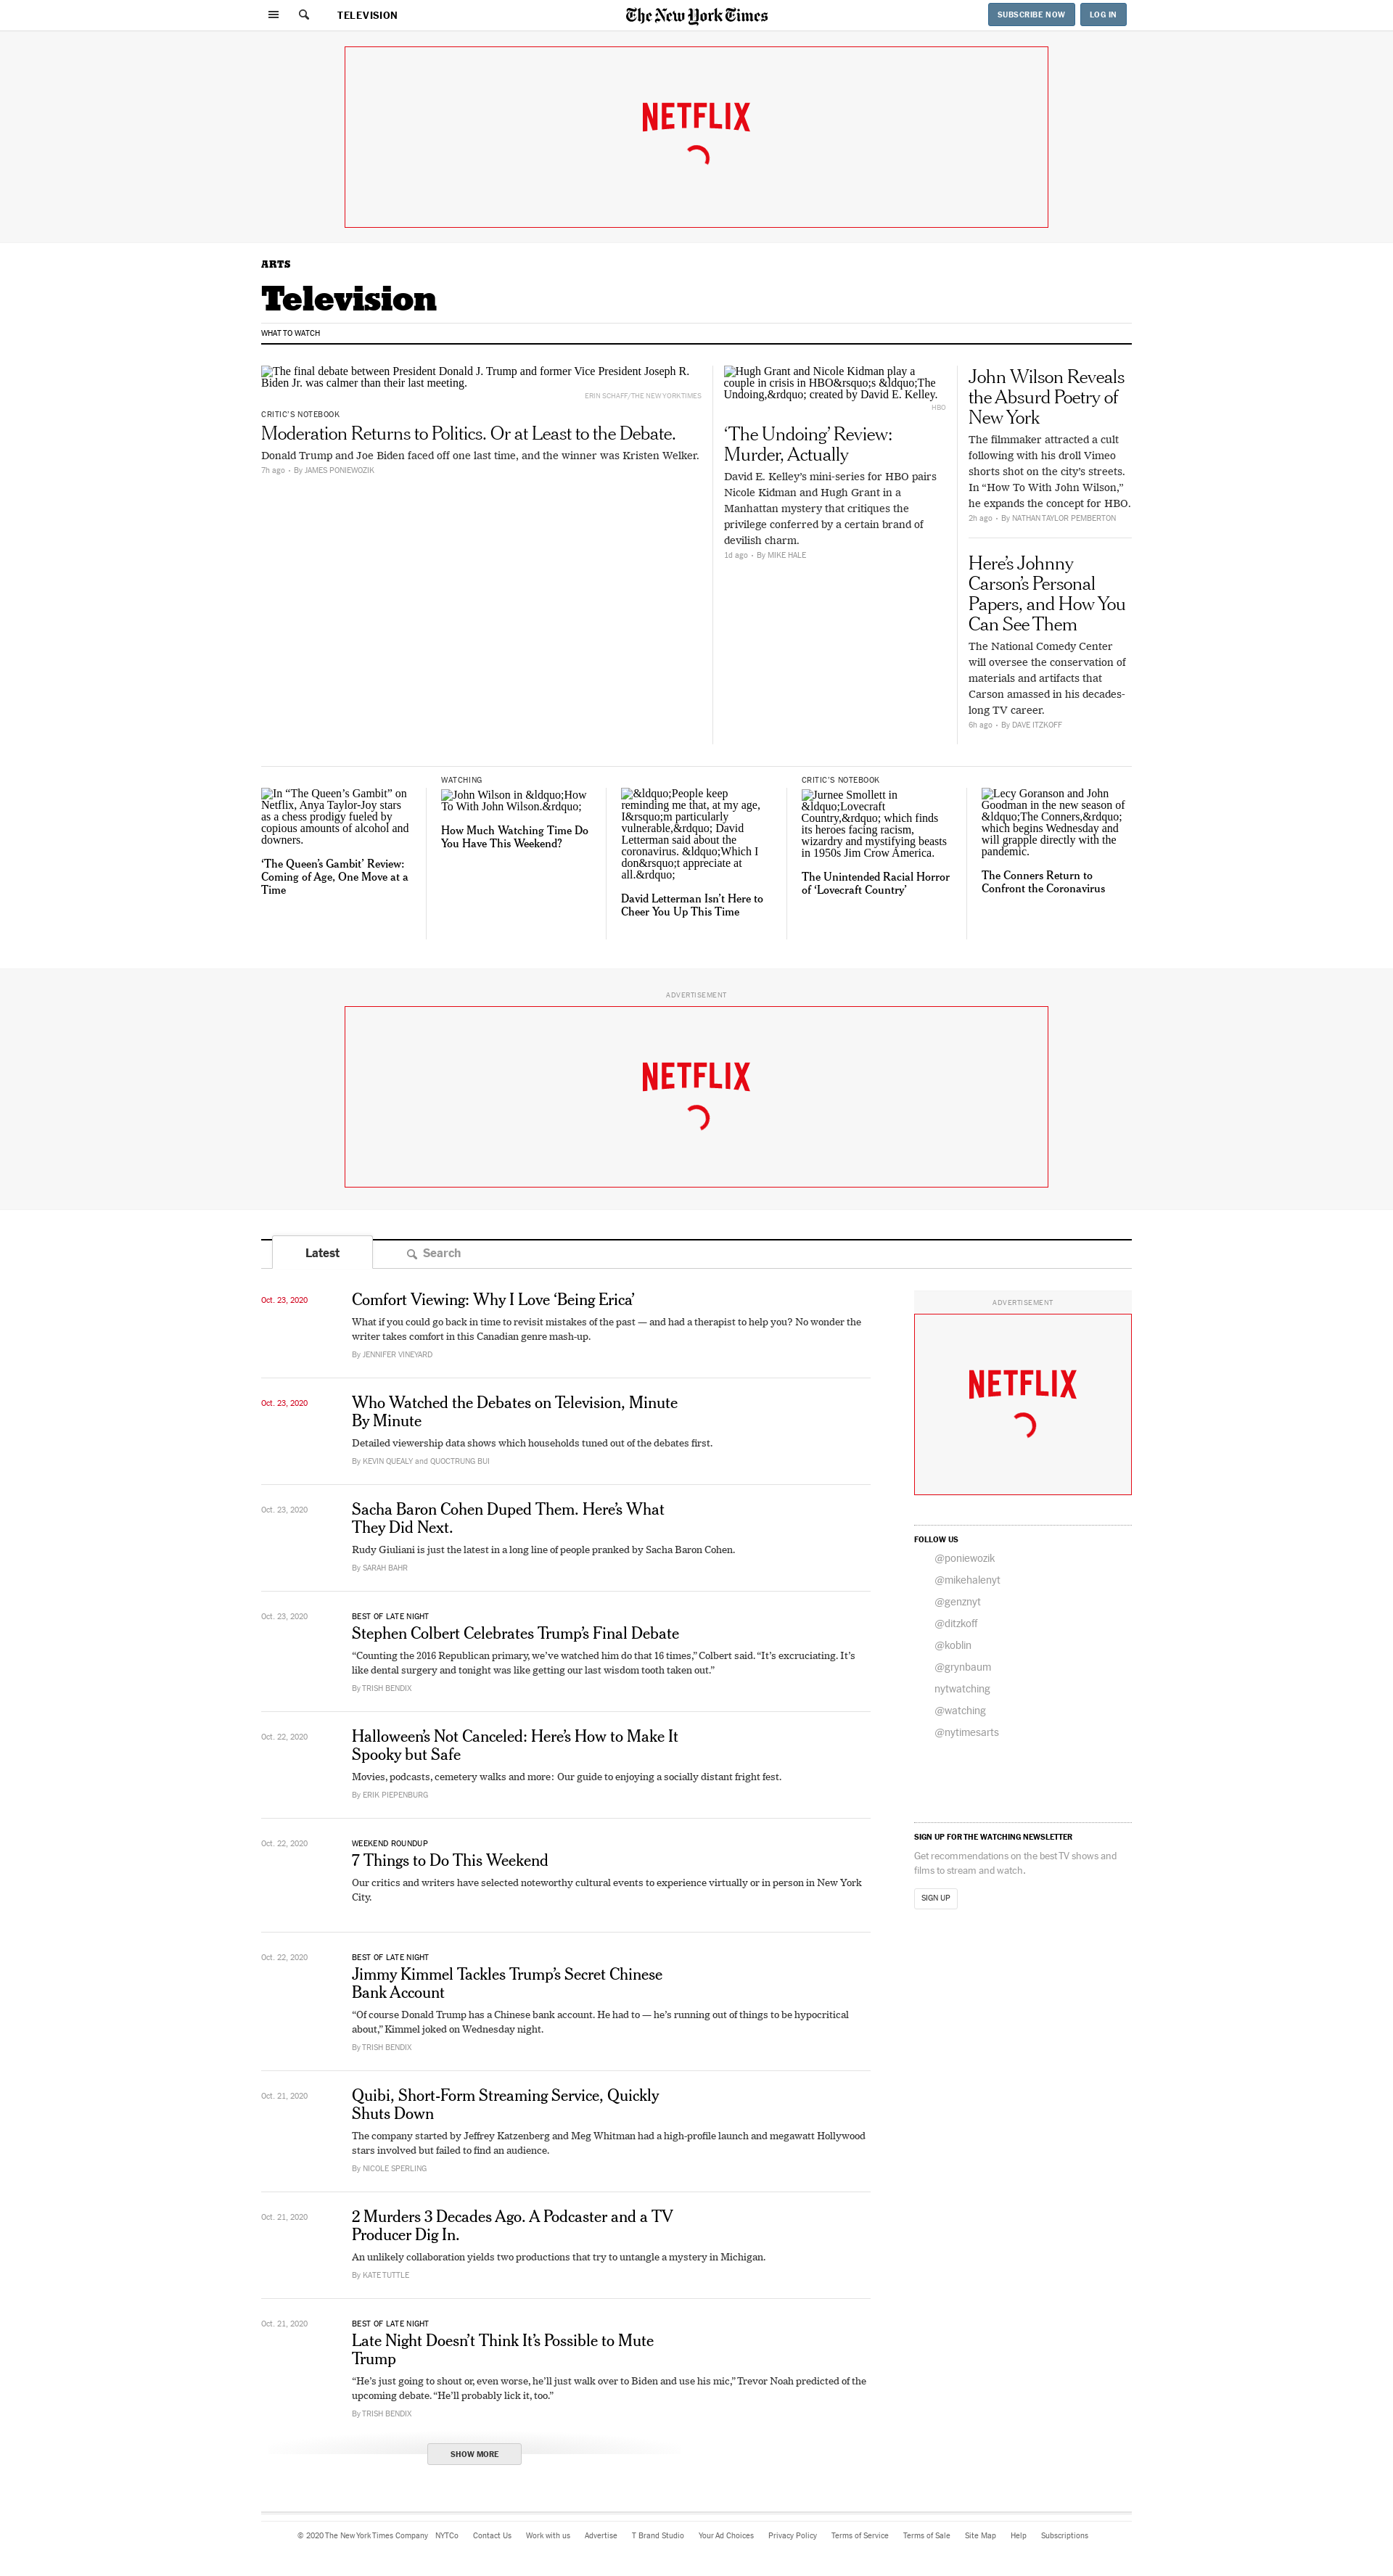 TELEVISION
The New York Times
SUBSCRIBE NOW
LOG IN
NETFLIX
ARTS
Television
WHAT TO WATCH
The final debate between President Donald J. Trump and former Vice President Joseph R.
Biden Jr. was calmer than their last meeting.
ERIN SCHAFF/THE NEW YORK TIMES
CRITIC'S NOTEBOOK
Moderation Returns to Politics. Or at Least to the Debate.
Donald Trump and Joe Biden faced off one last time, and the winner was Kristen Welker.
7h ago · By JAMES PONIEWOZIK
Hugh Grant and Nicole Kidman play a
couple in crisis in HBO&rsquo;s &ldquo;The
Undoing,&rdquo; created by David E. Kelley.
HBO
‘The Undoing’ Review:
Murder, Actually
David E. Kelley’s mini-series for HBO pairs
Nicole Kidman and Hugh Grant in a
Manhattan mystery that critiques the
privilege conferred by a certain brand of
devilish charm.
1d ago · By MIKE HALE
John Wilson Reveals
the Absurd Poetry of
New York
The filmmaker attracted a cult
following with his droll Vimeo
shorts shot on the city’s streets.
In “How To With John Wilson,”
he expands the concept for HBO.
2h ago · By NATHAN TAYLOR PEMBERTON
Here’s Johnny
Carson’s Personal
Papers, and How You
Can See Them
The National Comedy Center
will oversee the conservation of
materials and artifacts that
Carson amassed in his decades-
long TV career.
6h ago · By DAVE ITZKOFF
In “The Queen’s Gambit” on
Netflix, Anya Taylor-Joy stars
as a chess prodigy fueled by
copious amounts of alcohol and
downers.
‘The Queen’s Gambit’ Review:
Coming of Age, One Move at a
Time
WATCHING
John Wilson in &ldquo;How
To With John Wilson.&rdquo;
How Much Watching Time Do
You Have This Weekend?
&ldquo;People keep
reminding me that, at my age,
I&rsquo;m particularly
vulnerable,&rdquo; David
Letterman said about the
coronavirus. &ldquo;Which I
don&rsquo;t appreciate at
all.&rdquo;
David Letterman Isn’t Here to
Cheer You Up This Time
CRITIC'S NOTEBOOK
Jurnee Smollett in
&ldquo;Lovecraft
Country,&rdquo; which finds
its heroes facing racism,
wizardry and mystifying beasts
in 1950s Jim Crow America.
The Unintended Racial Horror
of ‘Lovecraft Country’
Lecy Goranson and John
Goodman in the new season of
&ldquo;The Conners,&rdquo;
which begins Wednesday and
will grapple directly with the
pandemic.
The Conners Return to
Confront the Coronavirus
ADVERTISEMENT
NETFLIX
Latest
Search
Oct. 23, 2020
Comfort Viewing: Why I Love ‘Being Erica’
What if you could go back in time to revisit mistakes of the past — and had a therapist to help you? No wonder the
writer takes comfort in this Canadian genre mash-up.
By JENNIFER VINEYARD
Oct. 23, 2020
Who Watched the Debates on Television, Minute
By Minute
Detailed viewership data shows which households tuned out of the debates first.
By KEVIN QUEALY and QUOCTRUNG BUI
Oct. 23, 2020
Sacha Baron Cohen Duped Them. Here’s What
They Did Next.
Rudy Giuliani is just the latest in a long line of people pranked by Sacha Baron Cohen.
By SARAH BAHR
Oct. 23, 2020
BEST OF LATE NIGHT
Stephen Colbert Celebrates Trump’s Final Debate
“Counting the 2016 Republican primary, we’ve watched him do that 16 times,” Colbert said. “It’s excruciating. It’s
like dental surgery and tonight was like getting our last wisdom tooth taken out.”
By TRISH BENDIX
Oct. 22, 2020
Halloween’s Not Canceled: Here’s How to Make It
Spooky but Safe
Movies, podcasts, cemetery walks and more: Our guide to enjoying a socially distant fright fest.
By ERIK PIEPENBURG
Oct. 22, 2020
WEEKEND ROUNDUP
7 Things to Do This Weekend
Our critics and writers have selected noteworthy cultural events to experience virtually or in person in New York
City.
Oct. 22, 2020
BEST OF LATE NIGHT
Jimmy Kimmel Tackles Trump’s Secret Chinese
Bank Account
“Of course Donald Trump has a Chinese bank account. He had to — he’s running out of things to be hypocritical
about,” Kimmel joked on Wednesday night.
By TRISH BENDIX
Oct. 21, 2020
Quibi, Short-Form Streaming Service, Quickly
Shuts Down
The company started by Jeffrey Katzenberg and Meg Whitman had a high-profile launch and megawatt Hollywood
stars involved but failed to find an audience.
By NICOLE SPERLING
Oct. 21, 2020
2 Murders 3 Decades Ago. A Podcaster and a TV
Producer Dig In.
An unlikely collaboration yields two productions that try to untangle a mystery in Michigan.
By KATE TUTTLE
Oct. 21, 2020
BEST OF LATE NIGHT
Late Night Doesn’t Think It’s Possible to Mute
Trump
“He’s just going to shout or, even worse, he’ll just walk over to Biden and use his mic,” Trevor Noah predicted of the
upcoming debate. “He’ll probably lick it, too.”
By TRISH BENDIX
SHOW MORE
ADVERTISEMENT
NETFLIX
FOLLOW US
@poniewozik
@mikehalenyt
@genznyt
@ditzkoff
@koblin
@grynbaum
nytwatching
@watching
@nytimesarts
SIGN UP FOR THE WATCHING NEWSLETTER
Get recommendations on the best TV shows and
films to stream and watch.
SIGN UP
© 2020 The New York Times Company NYTCo Contact Us Work with us Advertise T Brand Studio Your Ad Choices Privacy Policy Terms of Service Terms of Sale Site Map Help Subscriptions